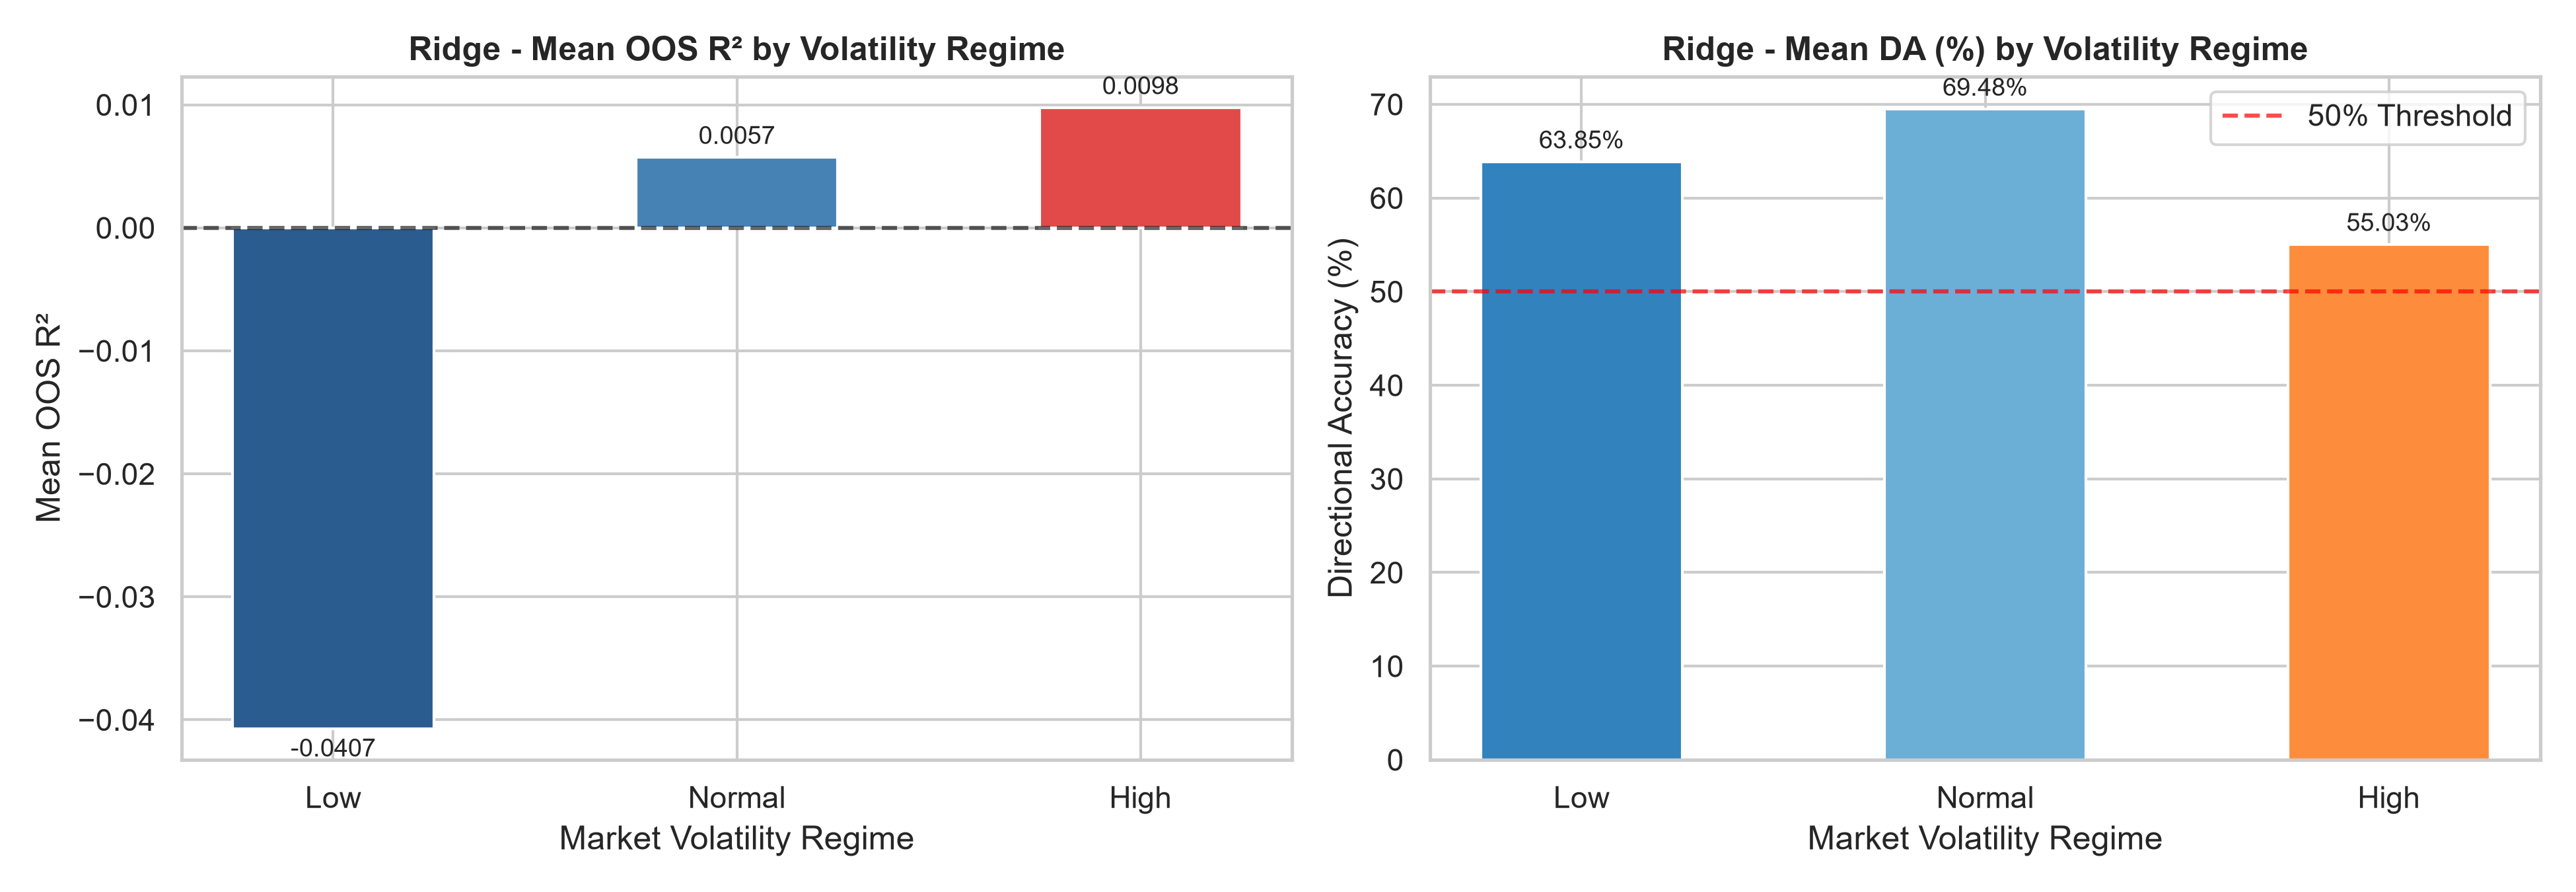 Ridge - Mean OOS R² by Volatility Regime
Mean OOS R²
0.01
0.00
−0.01
−0.02
−0.03
−0.04
-0.0407
0.0057
0.0098
Low
Normal
High
Market Volatility Regime
Ridge - Mean DA (%) by Volatility Regime
Directional Accuracy (%)
70
60
50
40
30
20
10
0
63.85%
69.48%
55.03%
50% Threshold
Low
Normal
High
Market Volatility Regime